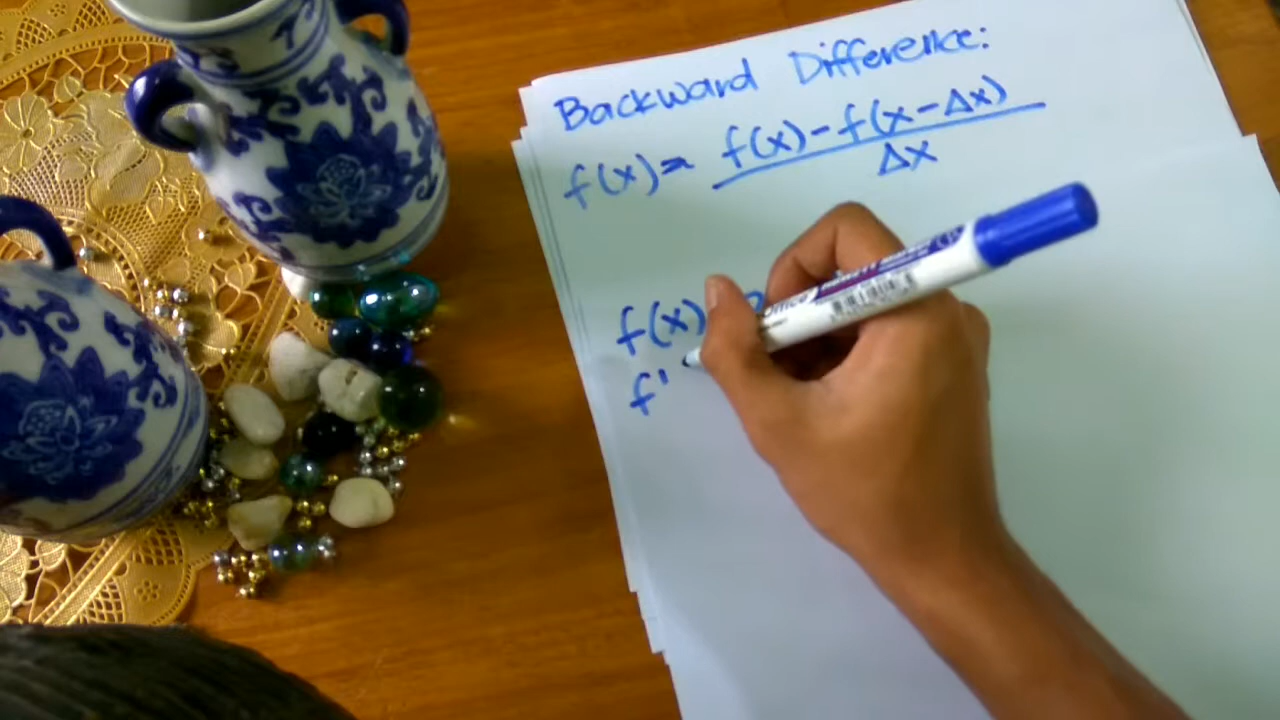 Backward Difference:
f(x) = f(x) - f(x - Δx) / Δx
f(x)
f'